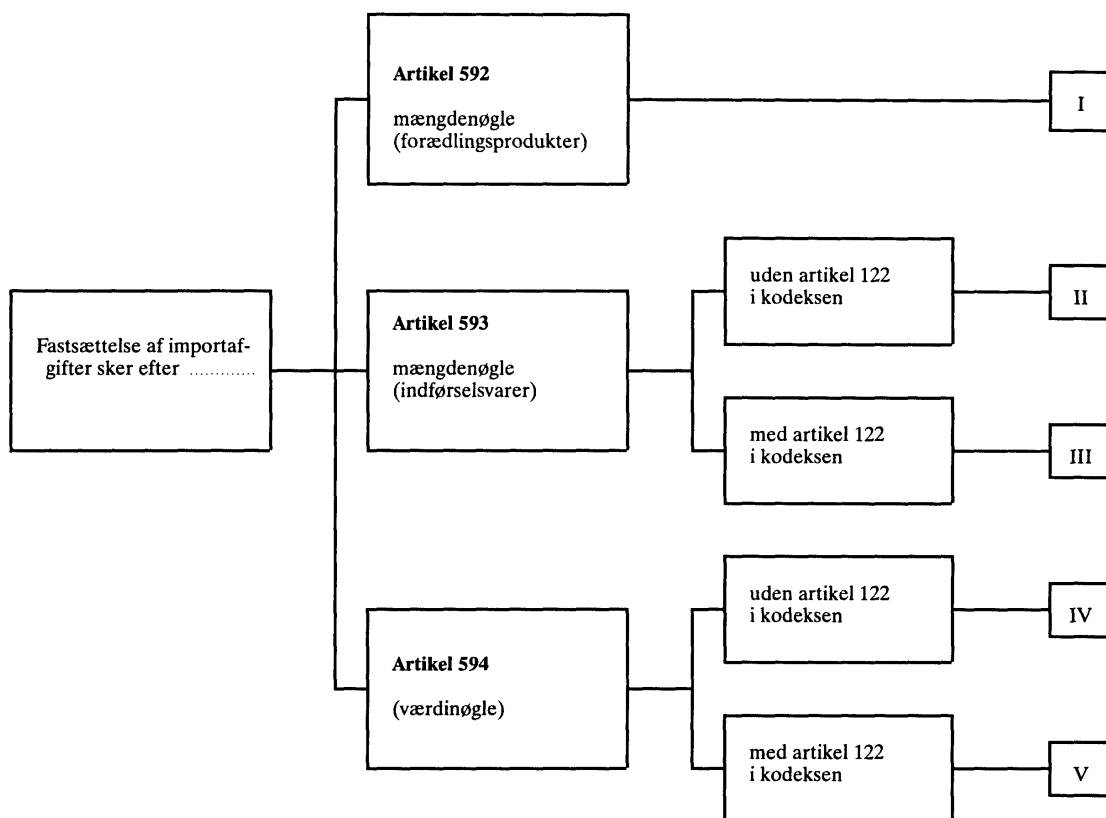 Artikel 592
mængdenøgle
(forædlingsprodukter)
I
Fastsættelse af importaf-
gifter sker efter .............
Artikel 593
mængdenøgle
(indførselsvarer)
uden artikel 122
i kodeksen
II
med artikel 122
i kodeksen
III
Artikel 594
(værdinøgle)
uden artikel 122
i kodeksen
IV
med artikel 122
i kodeksen
V